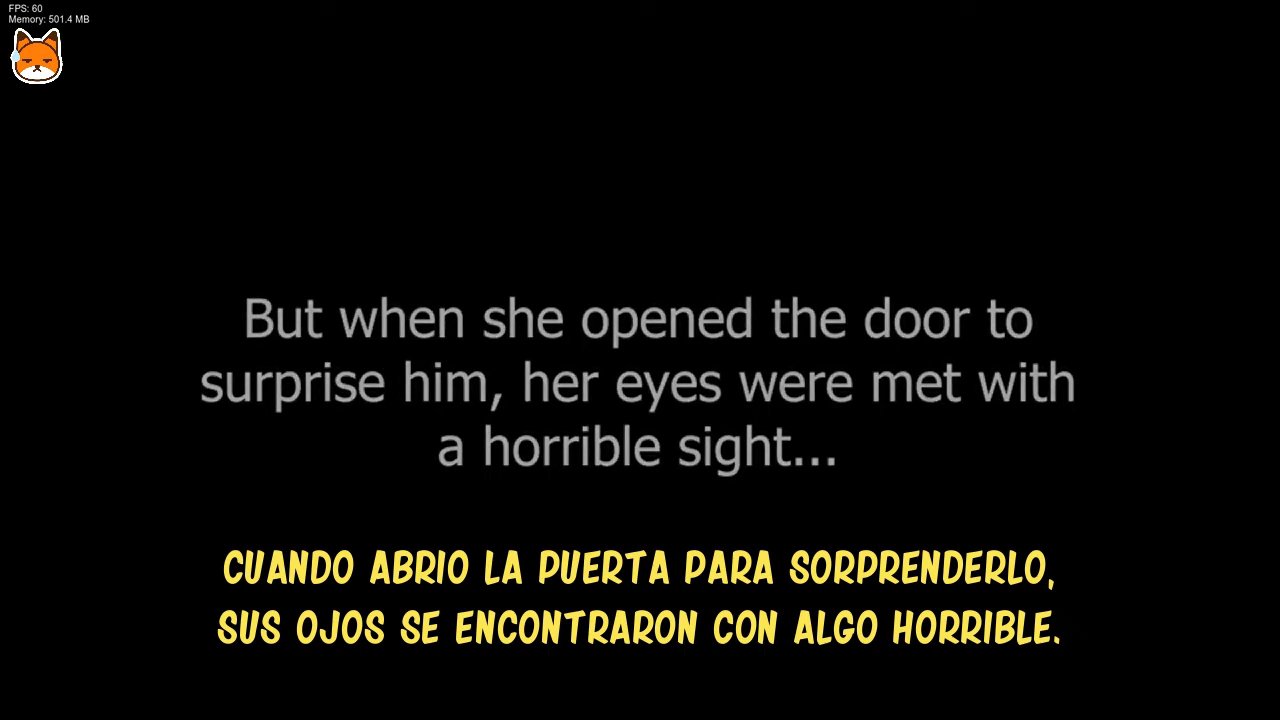 FPS: 60
Memory: 501.4 MB
But when she opened the door to
surprise him, her eyes were met with
a horrible sight...
CUANDO ABRIO LA PUERTA PARA SORPRENDERLO,
SUS OJOS SE ENCONTRARON CON ALGO HORRIBLE.